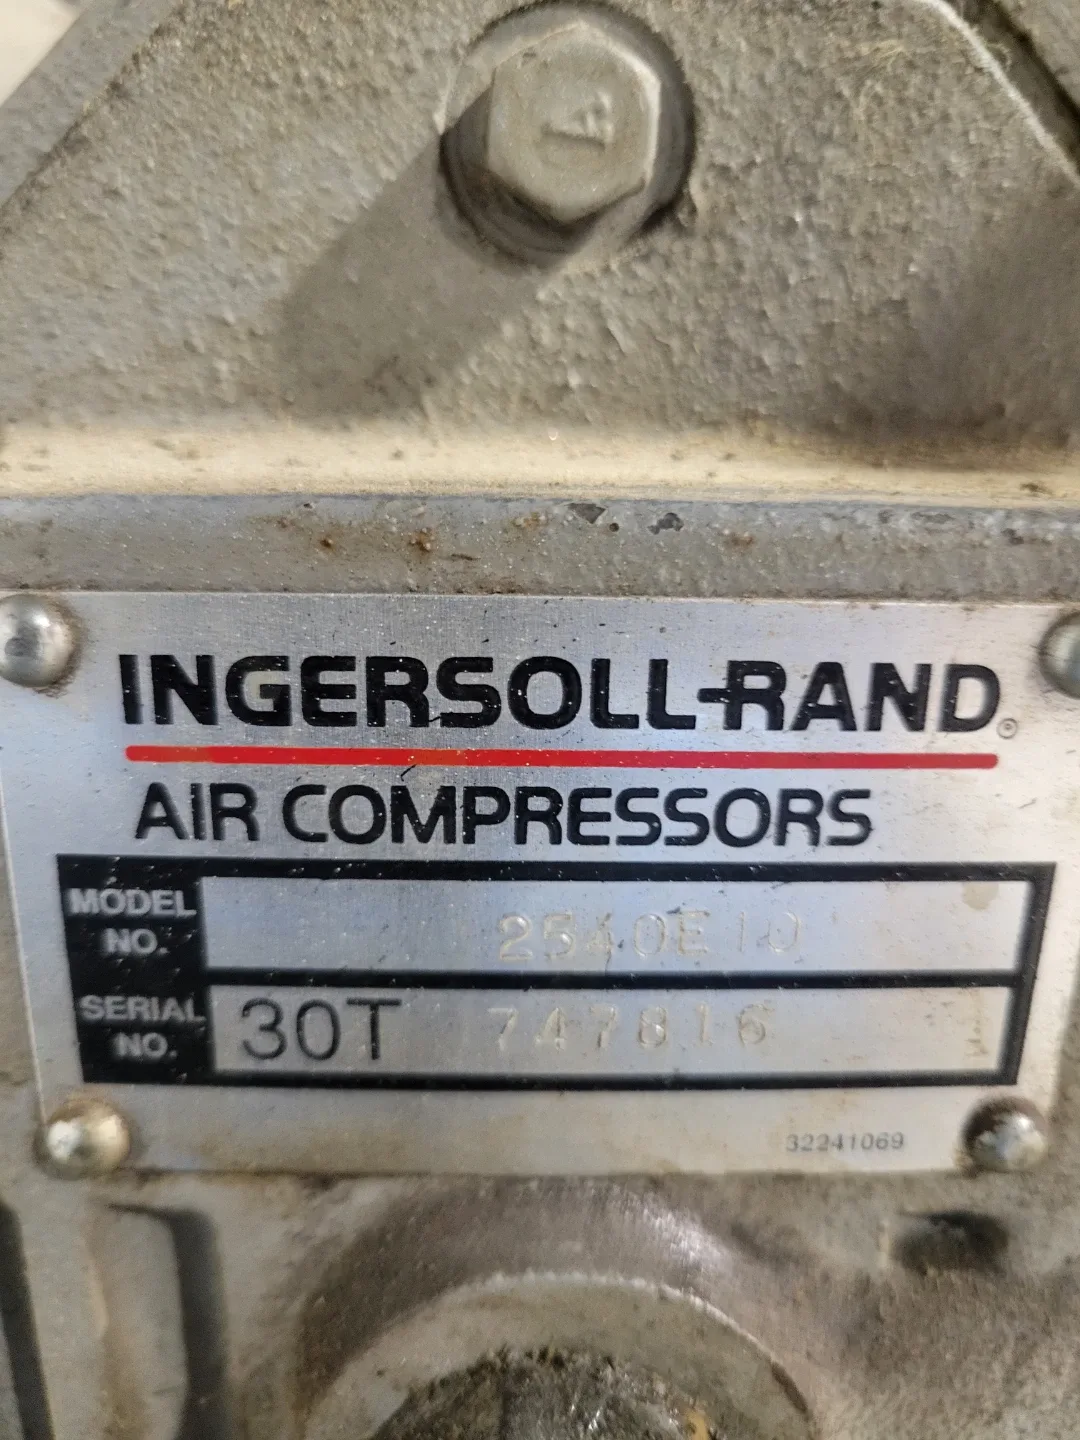 INGERSOLL-RAND®
AIR COMPRESSORS
MODEL NO. 2540E10
SERIAL NO. 30T 747816
32241069